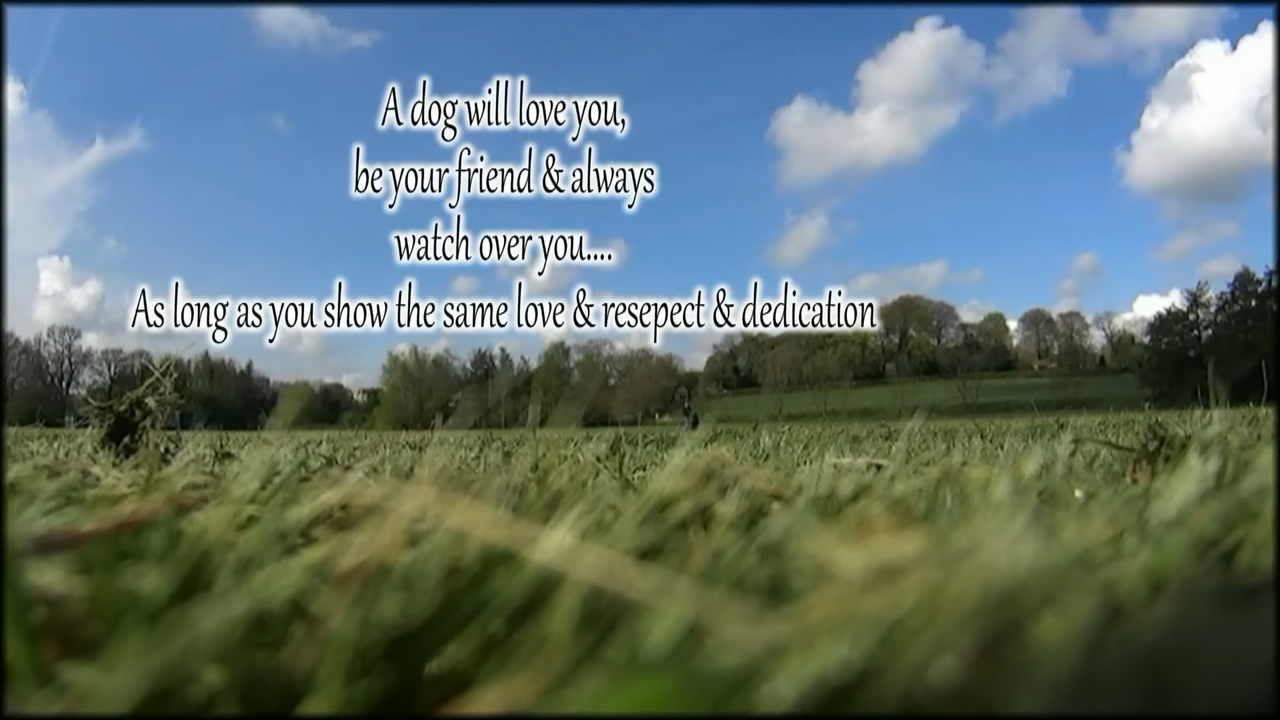 A dog will love you,
be your friend & always
watch over you....
As long as you show the same love & resepect & dedication